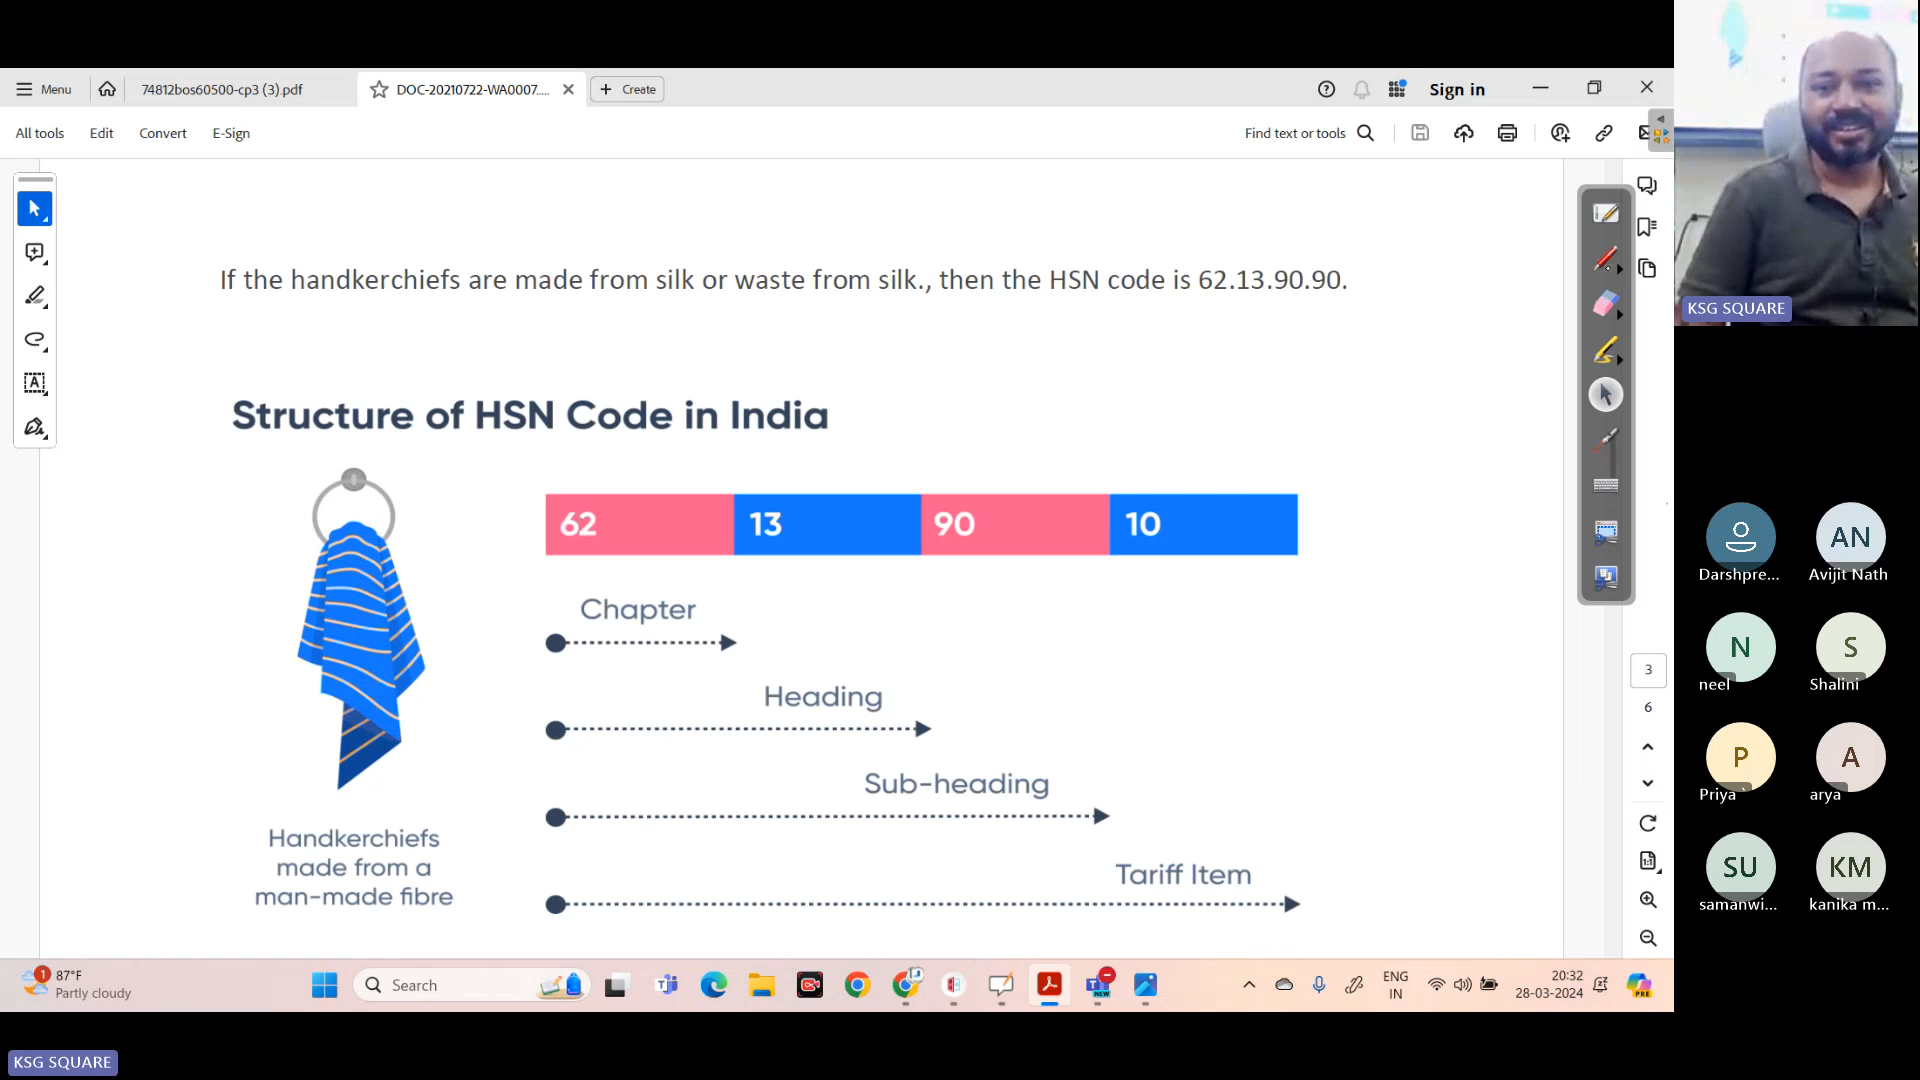 Menu
74812bos60500-cp3 (3).pdf
DOC-20210722-WA0007....
Create
Sign in
All tools
Edit
Convert
E-Sign
Find text or tools
If the handkerchiefs are made from silk or waste from silk., then the HSN code is 62.13.90.90.
Structure of HSN Code in India
62
13
90
10
Chapter
Heading
Sub-heading
Tariff Item
Handkerchiefs
made from a
man-made fibre
3
6
KSG SQUARE
Darshpre...
AN
Avijit Nath
N
neel
S
Shalini
P
Priya `
A
arya
SU
samanwi...
KM
kanika m...
1
87°F
Partly cloudy
Search
NEW
ENG
IN
20:32
28-03-2024
PRE
KSG SQUARE